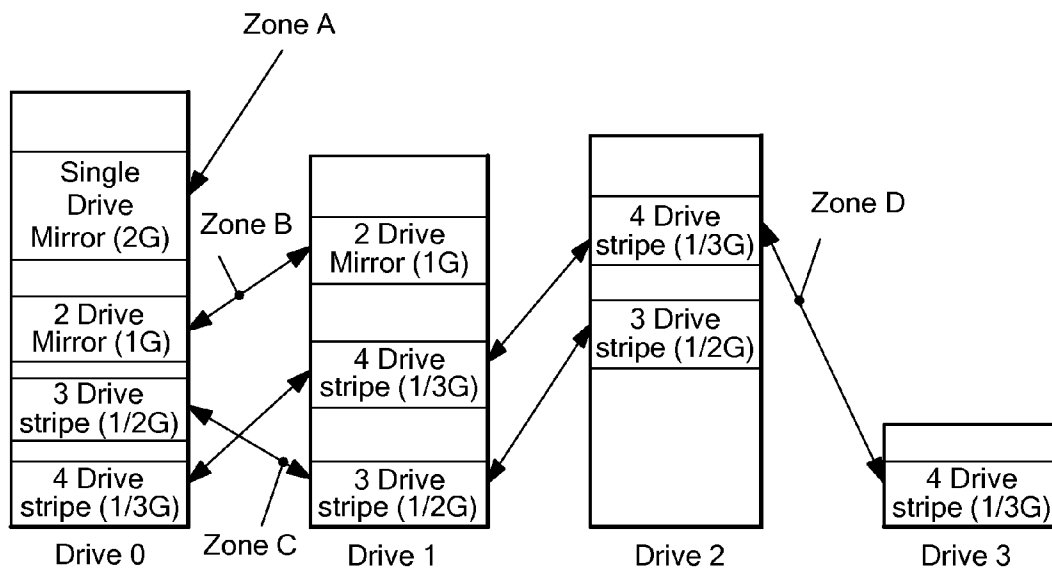 Zone A
Single
Drive
Mirror (2G)
Zone B
2 Drive
Mirror (1G)
3 Drive
stripe (1/2G)
4 Drive
stripe (1/3G)
Drive 0
Zone C
2 Drive
Mirror (1G)
4 Drive
stripe (1/3G)
3 Drive
stripe (1/2G)
Drive 1
4 Drive
stripe (1/3G)
3 Drive
stripe (1/2G)
Drive 2
Zone D
4 Drive
stripe (1/3G)
Drive 3